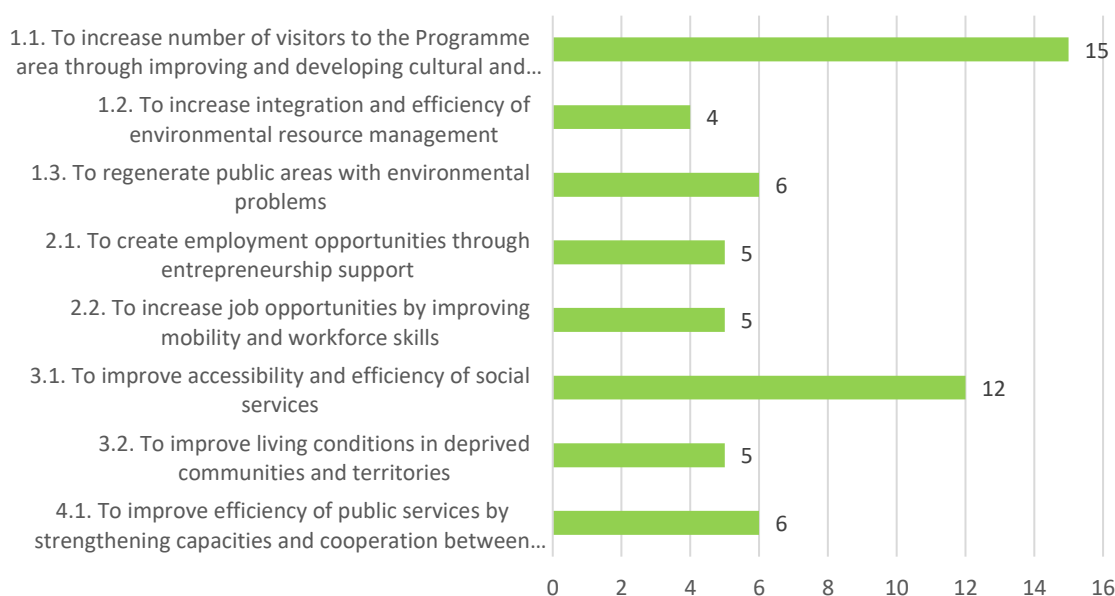 1.1. To increase number of visitors to the Programme
area through improving and developing cultural and…
15
1.2. To increase integration and efficiency of
environmental resource management
4
1.3. To regenerate public areas with environmental
problems
6
2.1. To create employment opportunities through
entrepreneurship support
5
2.2. To increase job opportunities by improving
mobility and workforce skills
5
3.1. To improve accessibility and efficiency of social
services
12
3.2. To improve living conditions in deprived
communities and territories
5
4.1. To improve efficiency of public services by
strengthening capacities and cooperation between…
6
0 2 4 6 8 10 12 14 16